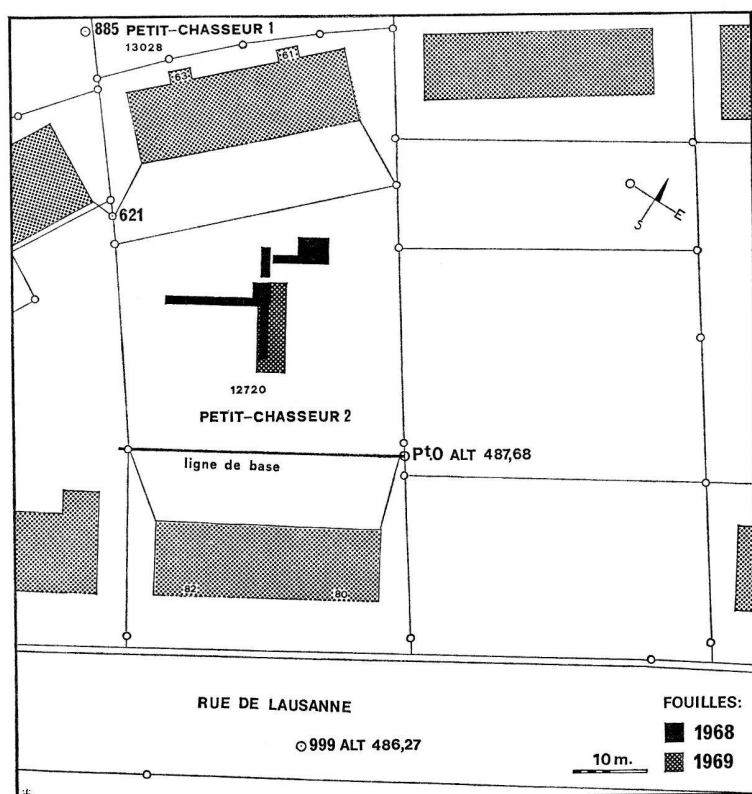 885 PETIT-CHASSEUR 1
13028
63
61
621
S
E
12720
PETIT-CHASSEUR 2
ligne de base
Pt.0 ALT 487,68
82
80
RUE DE LAUSANNE
999 ALT 486,27
FOUILLES:
1968
1969
10 m.